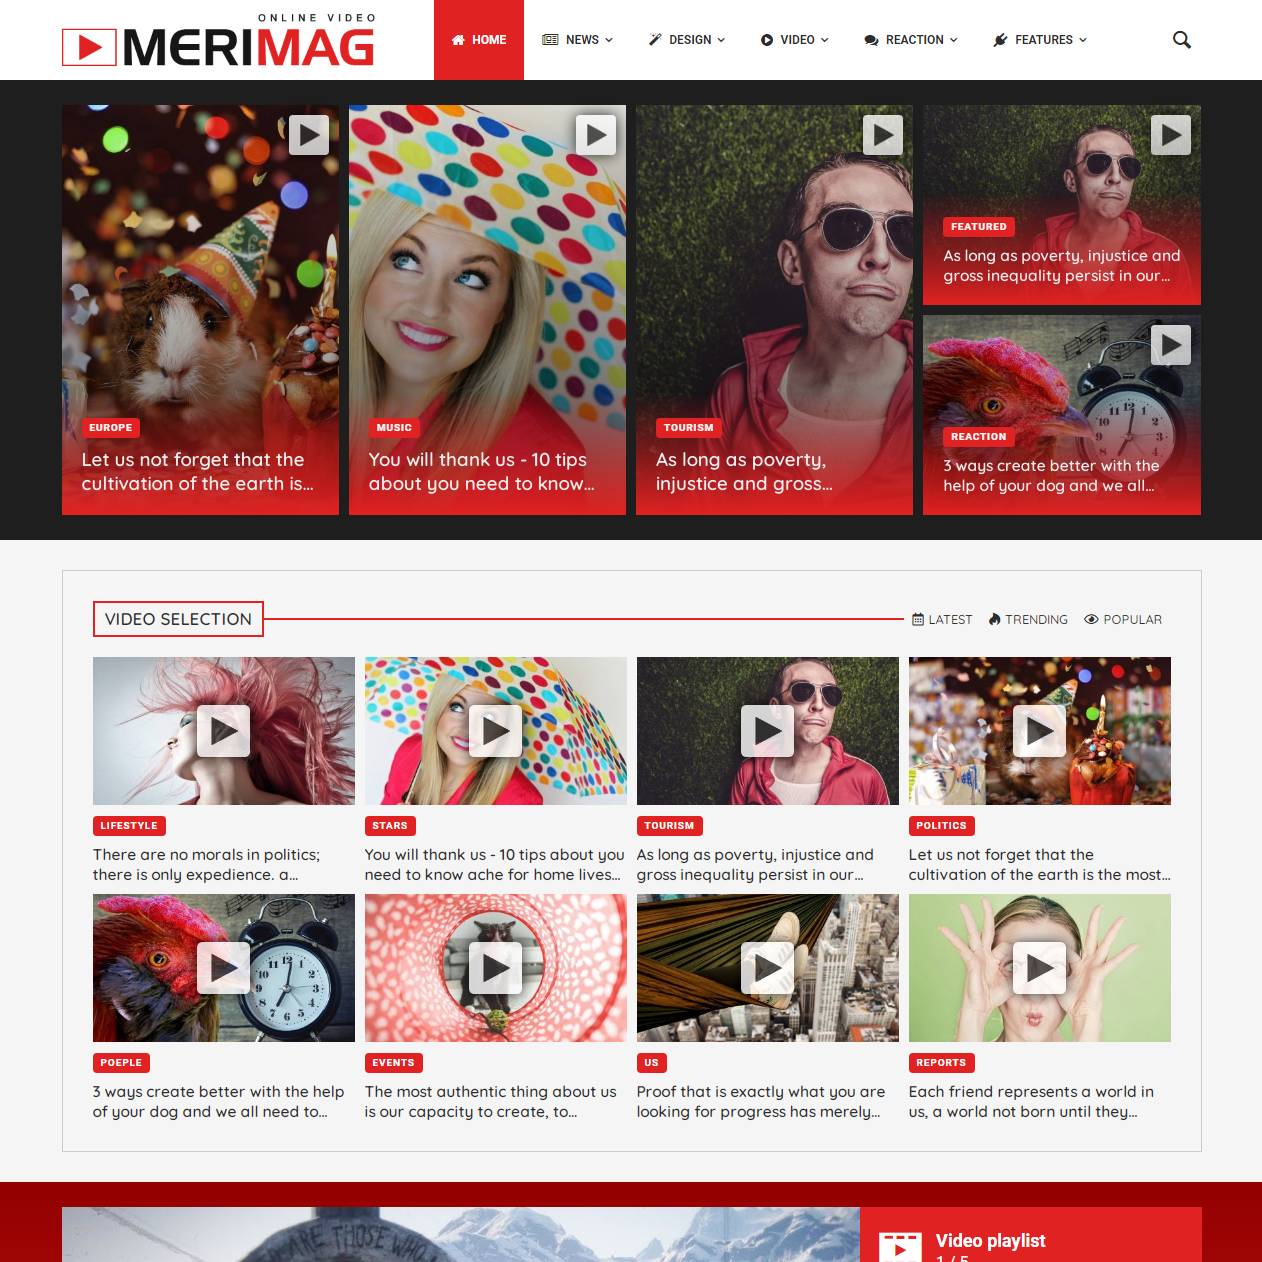 ONLINE VIDEO
MERIMAG
HOME
NEWS
DESIGN
VIDEO
REACTION
FEATURES
EUROPE
Let us not forget that the
cultivation of the earth is...
MUSIC
You will thank us - 10 tips
about you need to know...
TOURISM
As long as poverty,
injustice and gross...
FEATURED
As long as poverty, injustice and
gross inequality persist in our...
REACTION
3 ways create better with the
help of your dog and we all...
VIDEO SELECTION
LATEST
TRENDING
POPULAR
LIFESTYLE
There are no morals in politics;
there is only expedience. a...
STARS
You will thank us - 10 tips about you
need to know ache for home lives...
TOURISM
As long as poverty, injustice and
gross inequality persist in our...
POLITICS
Let us not forget that the
cultivation of the earth is the most...
POEPLE
3 ways create better with the help
of your dog and we all need to...
EVENTS
The most authentic thing about us
is our capacity to create, to...
US
Proof that is exactly what you are
looking for progress has merely...
REPORTS
Each friend represents a world in
us, a world not born until they...
ARE THOSE WHO
Video playlist
1 / 5